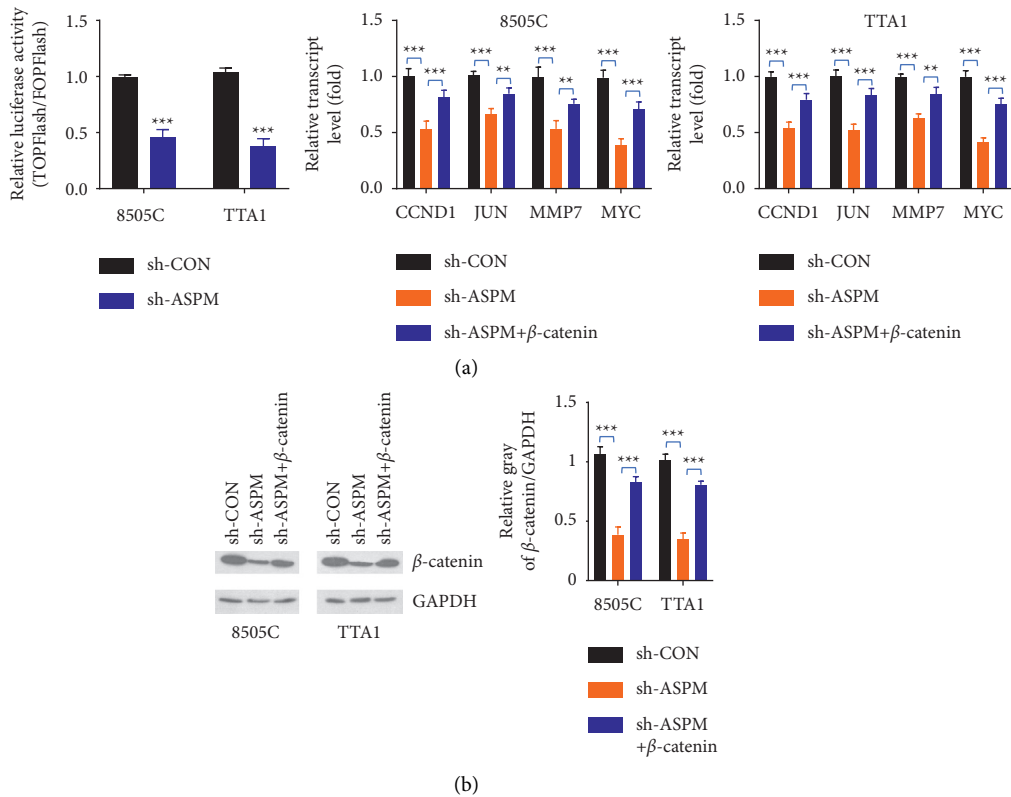 Relative luciferase activity
(TOPFlash/FOPFlash)
1.5
1.0
0.5
0.0
***
***
8505C
TTA1
sh-CON
sh-ASPM
8505C
Relative transcript
level (fold)
1.5
1.0
0.5
0.0
*** *** *** ***
*** ** ** ***
CCND1 JUN MMP7 MYC
sh-CON
sh-ASPM
sh-ASPM+β-catenin
TTA1
Relative transcript
level (fold)
1.5
1.0
0.5
0.0
*** *** *** ***
*** *** ** ***
CCND1 JUN MMP7 MYC
sh-CON
sh-ASPM
sh-ASPM+β-catenin
(a)
sh-CON
sh-ASPM
sh-ASPM+β-catenin
sh-CON
sh-ASPM
sh-ASPM+β-catenin
β-catenin
GAPDH
8505C
TTA1
Relative gray
of β-catenin/GAPDH
1.5
1
0.5
0
*** ***
*** ***
8505C TTA1
sh-CON
sh-ASPM
sh-ASPM
+β-catenin
(b)